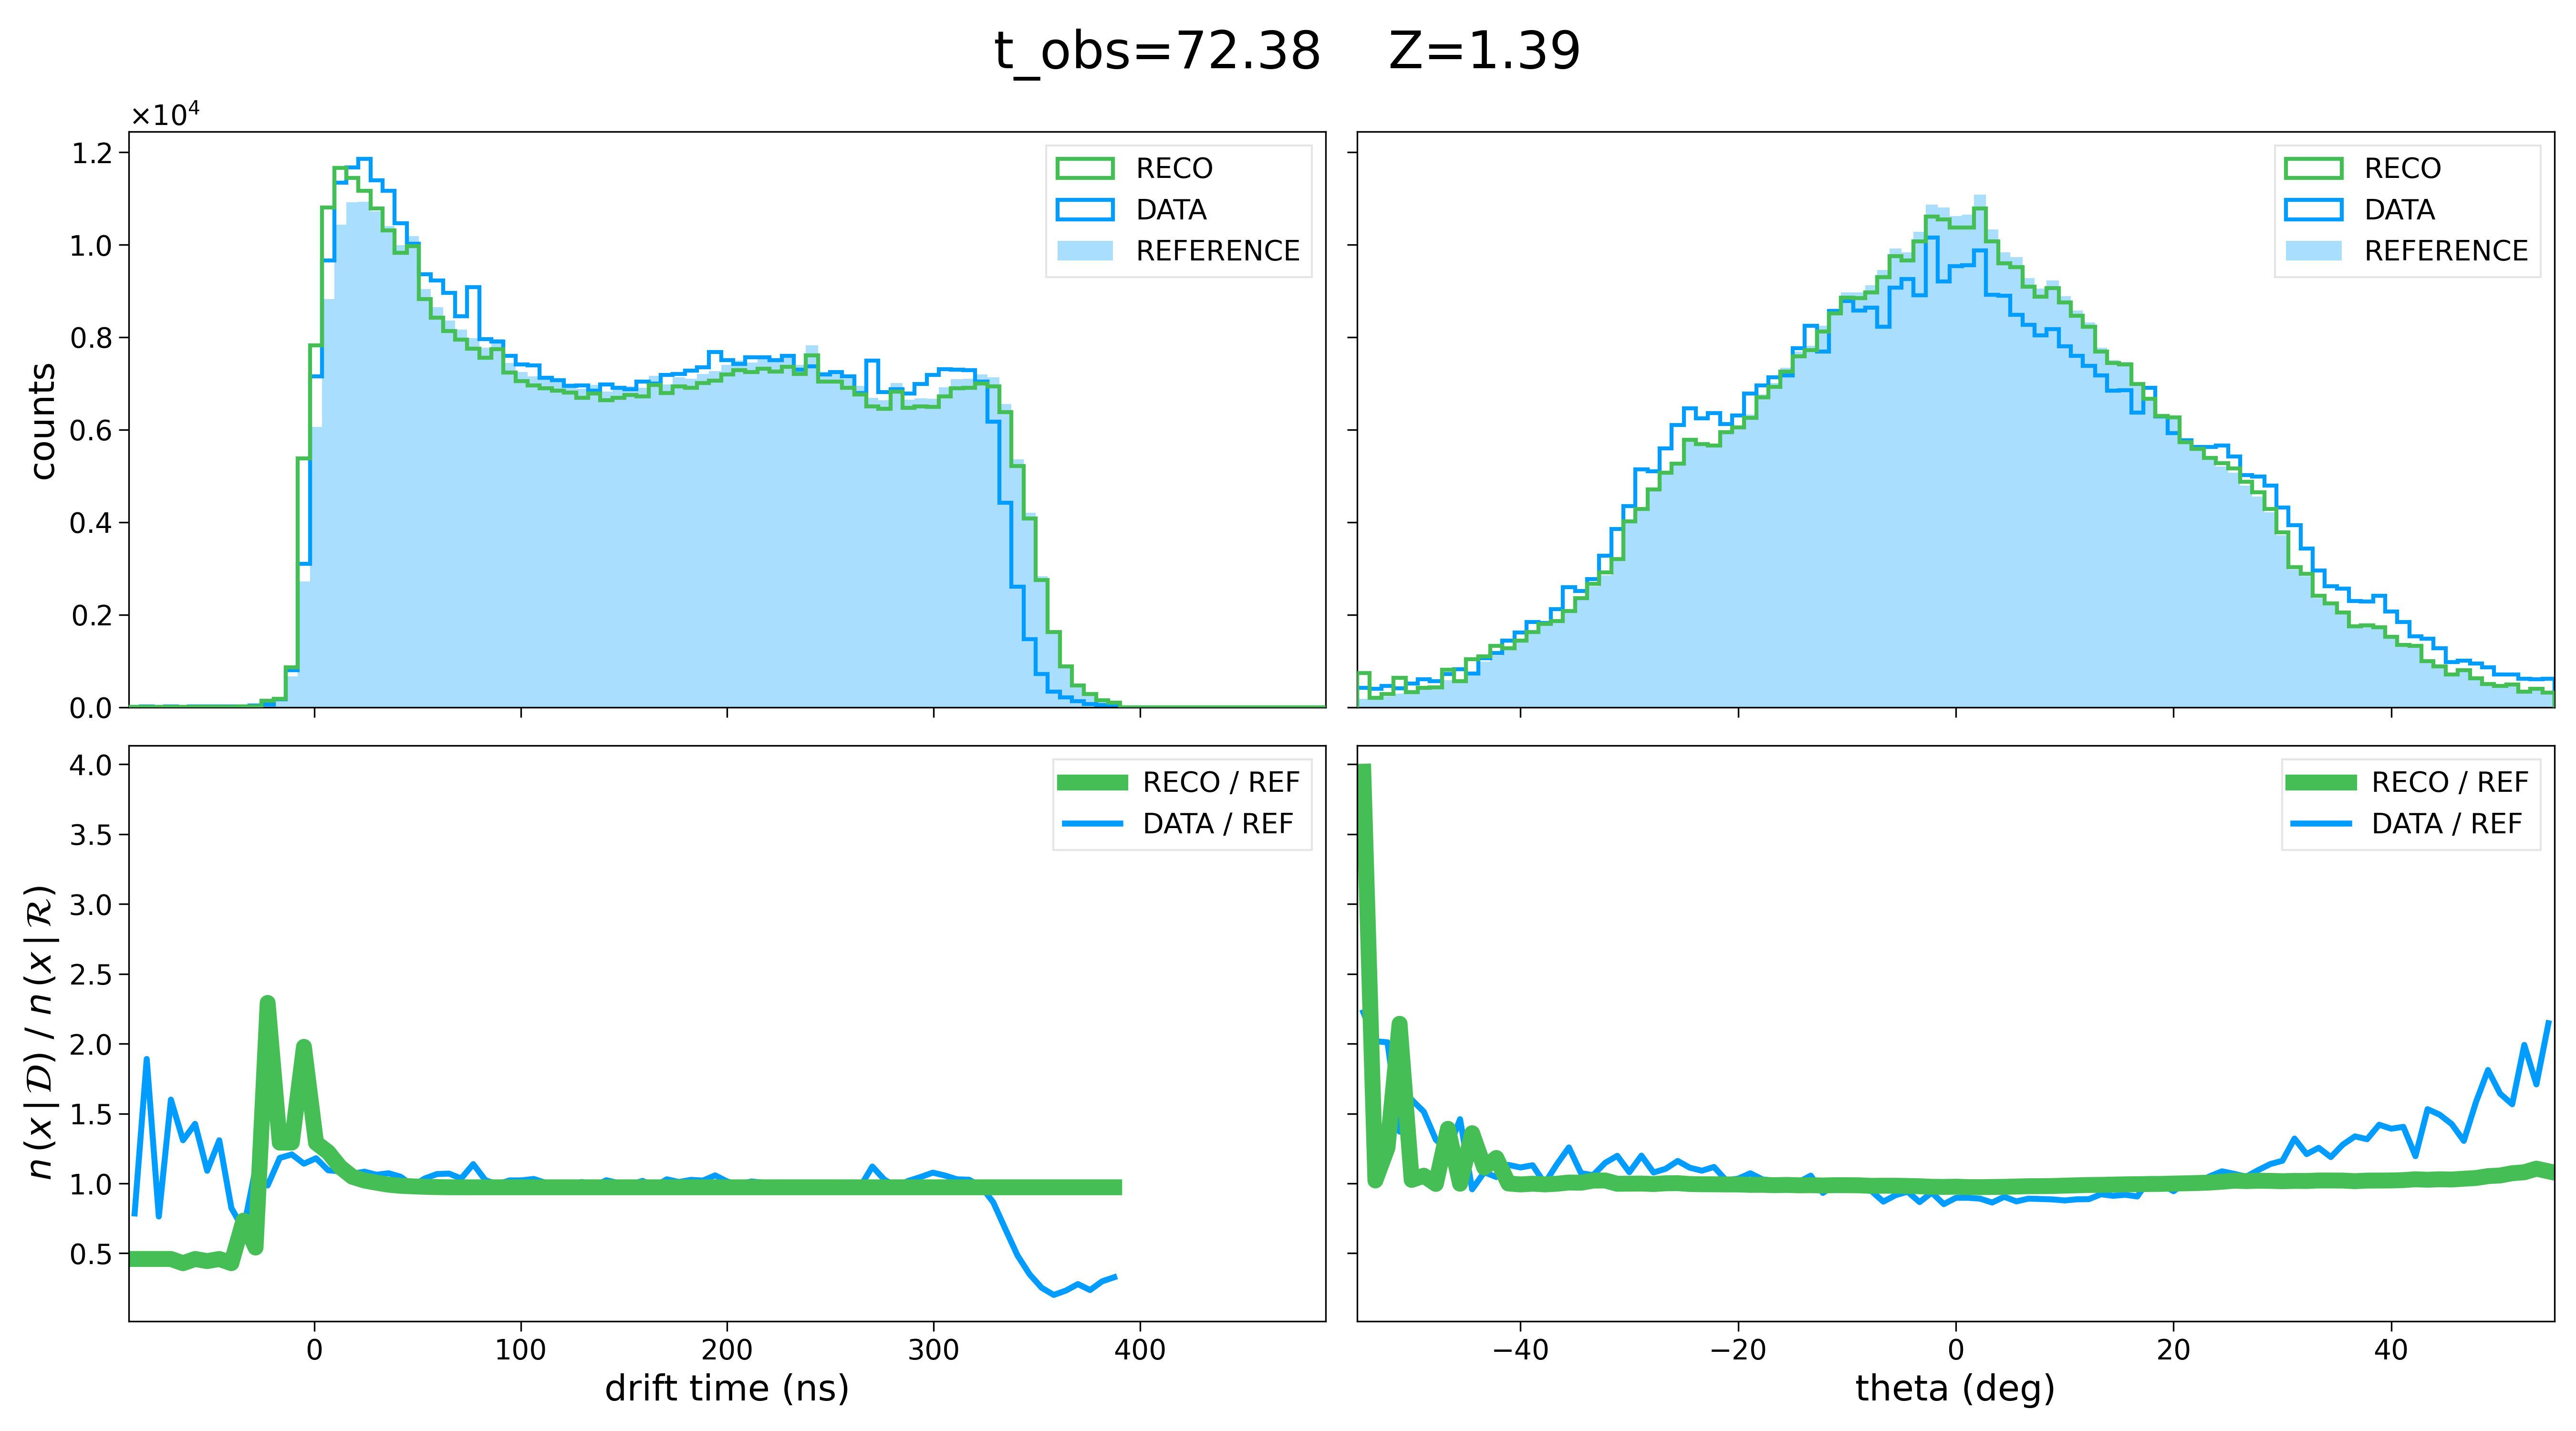 t_obs=72.38 Z=1.39
×10⁴
1.2
1.0
0.8
0.6
0.4
0.2
0.0
counts
RECO
DATA
REFERENCE
RECO
DATA
REFERENCE
4.0
3.5
3.0
2.5
2.0
1.5
1.0
0.5
n(x|𝒟) / n(x|ℛ)
RECO / REF
DATA / REF
RECO / REF
DATA / REF
0 100 200 300 400
drift time (ns)
−40 −20 0 20 40
theta (deg)